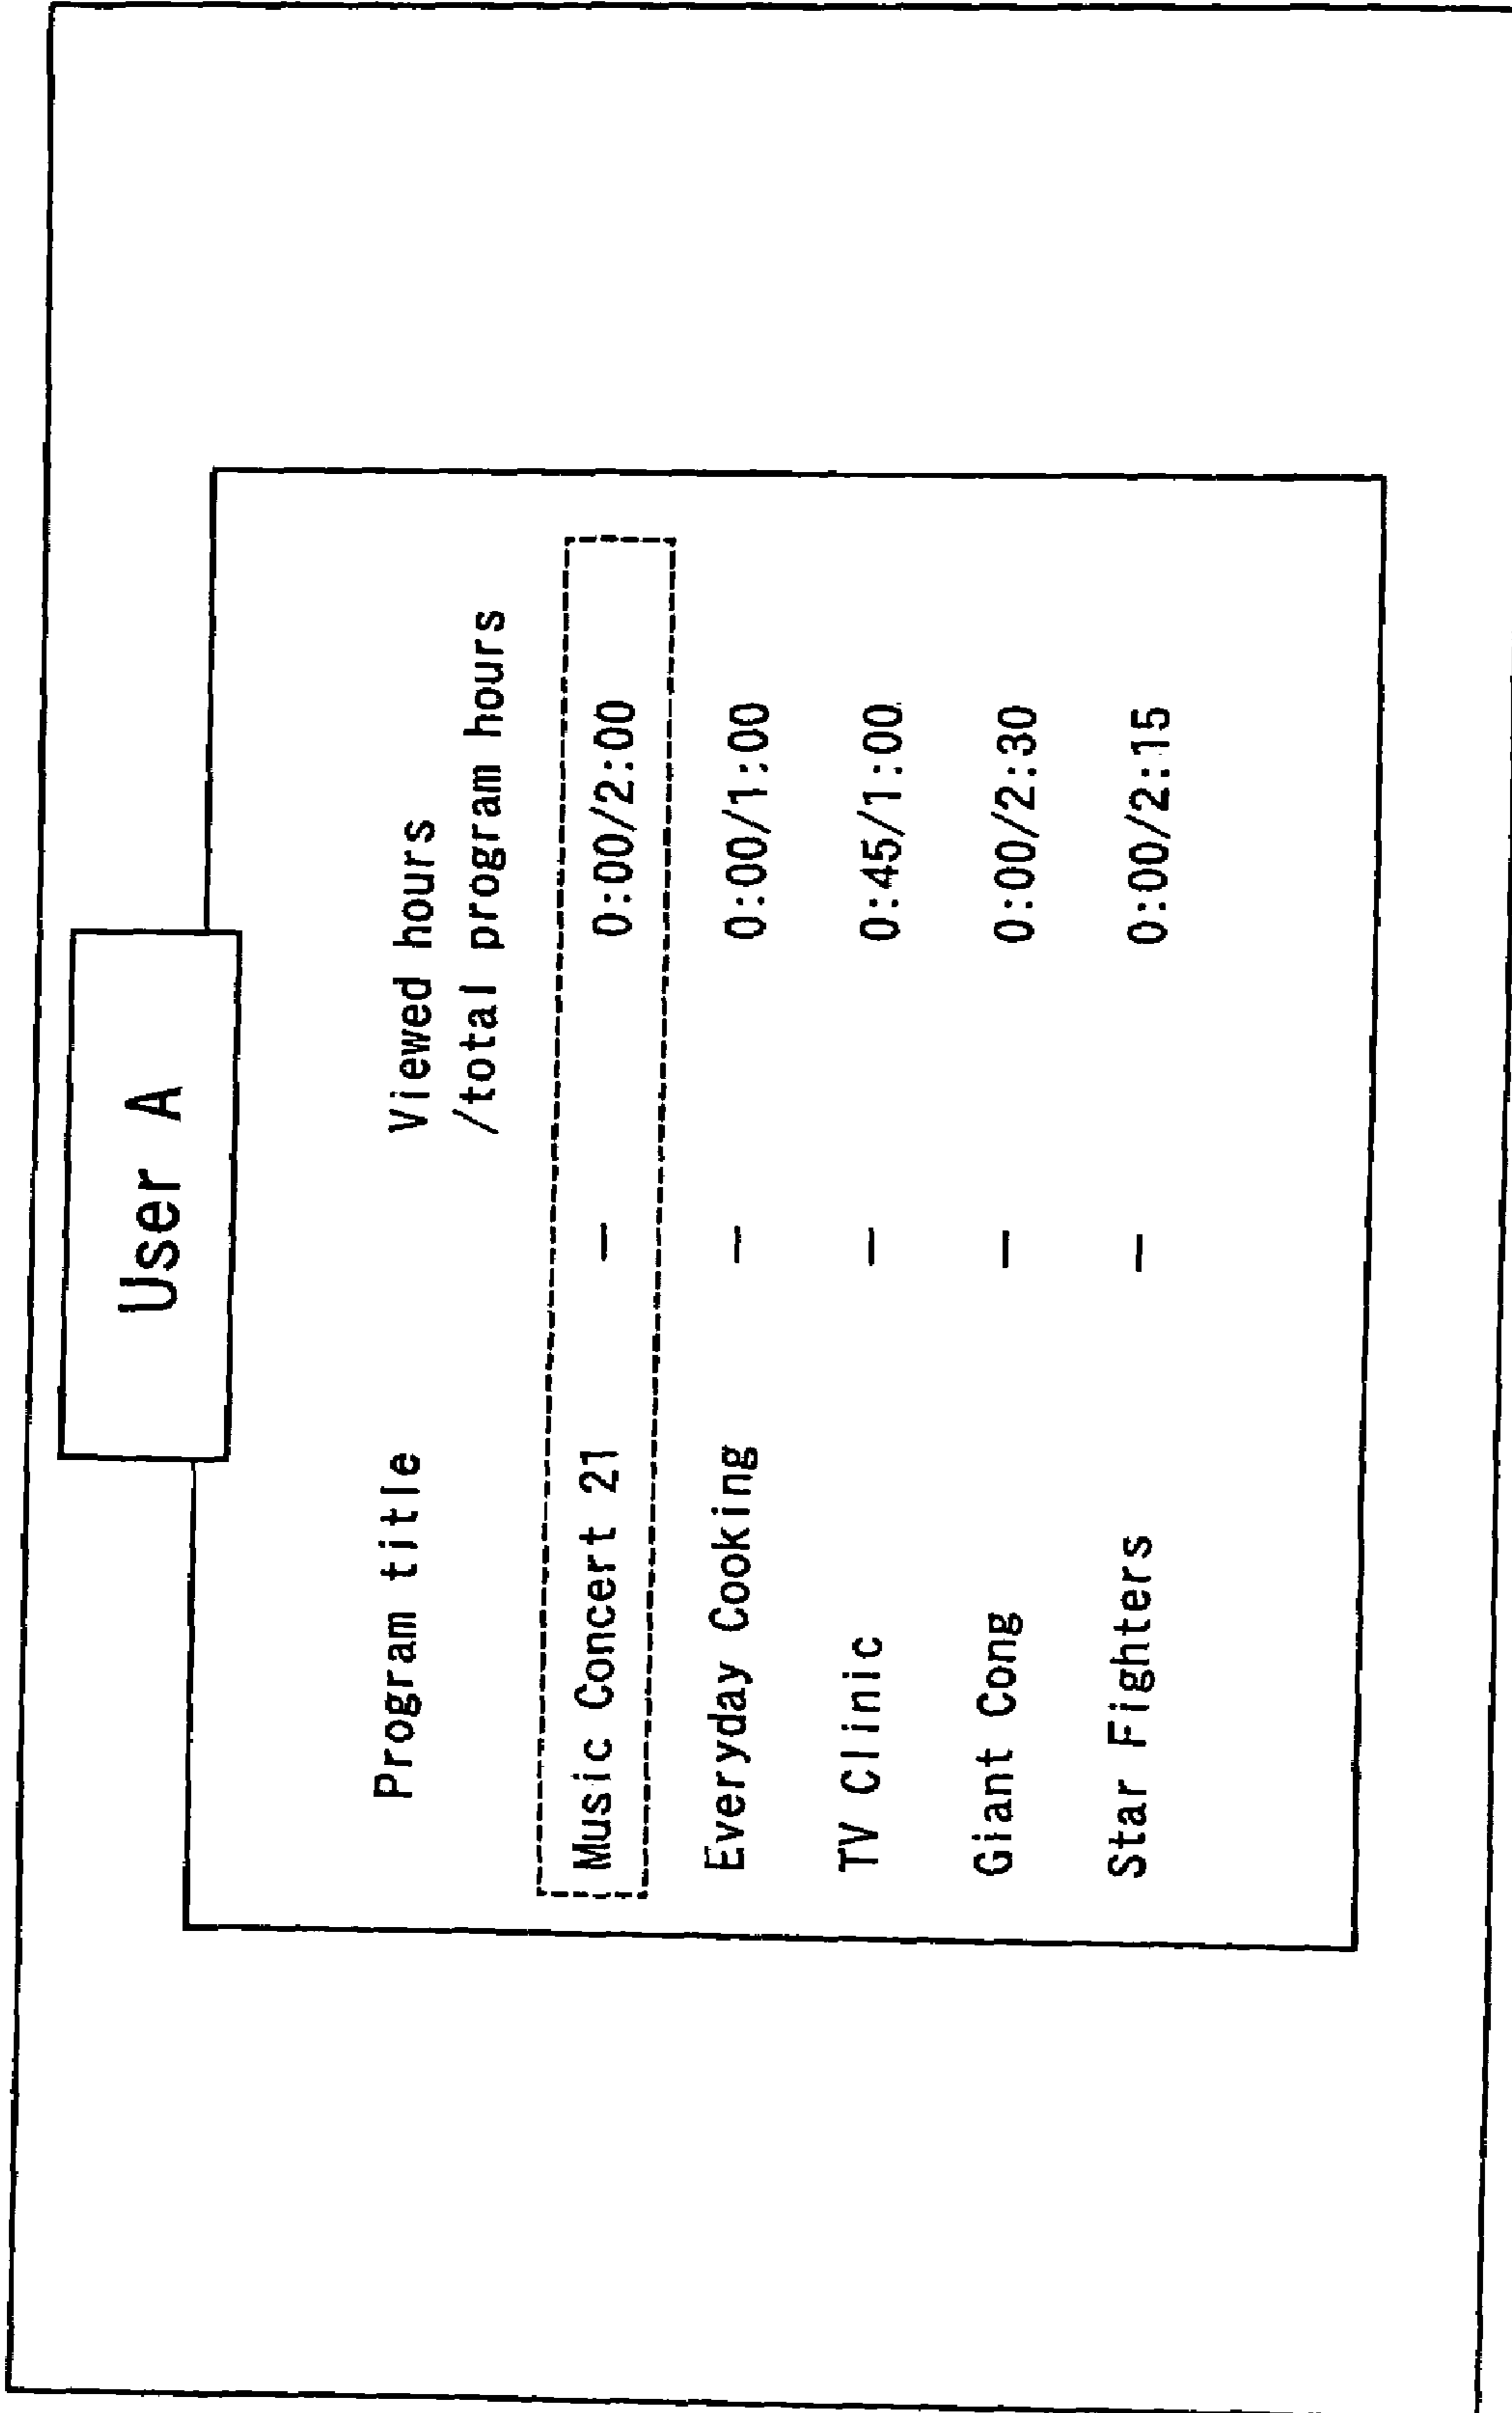 User A
Program title Viewed hours
/total program hours
Music Concert 21 — 0:00/2:00
Everyday Cooking — 0:00/1:00
TV Clinic — 0:45/1:00
Giant Cong — 0:00/2:30
Star Fighters — 0:00/2:15